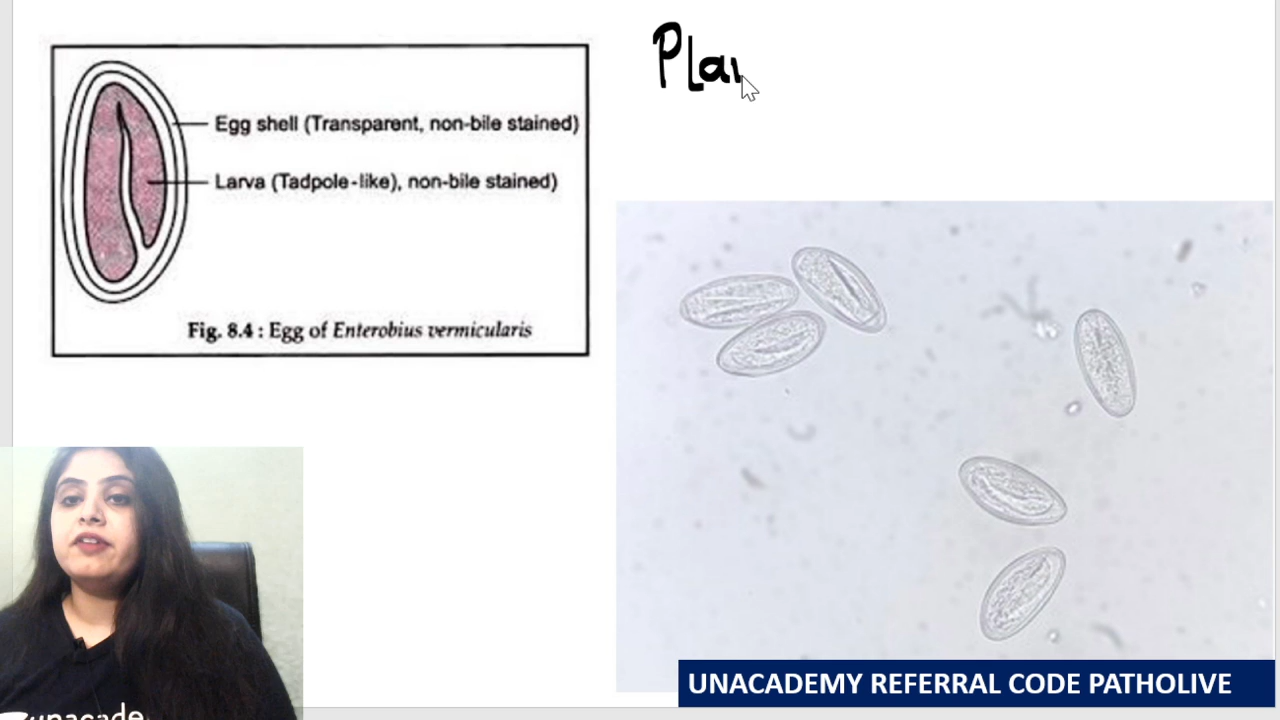 Plan
Egg shell (Transparent, non-bile stained)
Larva (Tadpole-like), non-bile stained)
Fig. 8.4 : Egg of Enterobius vermicularis
unacade
UNACADEMY REFERRAL CODE PATHOLIVE